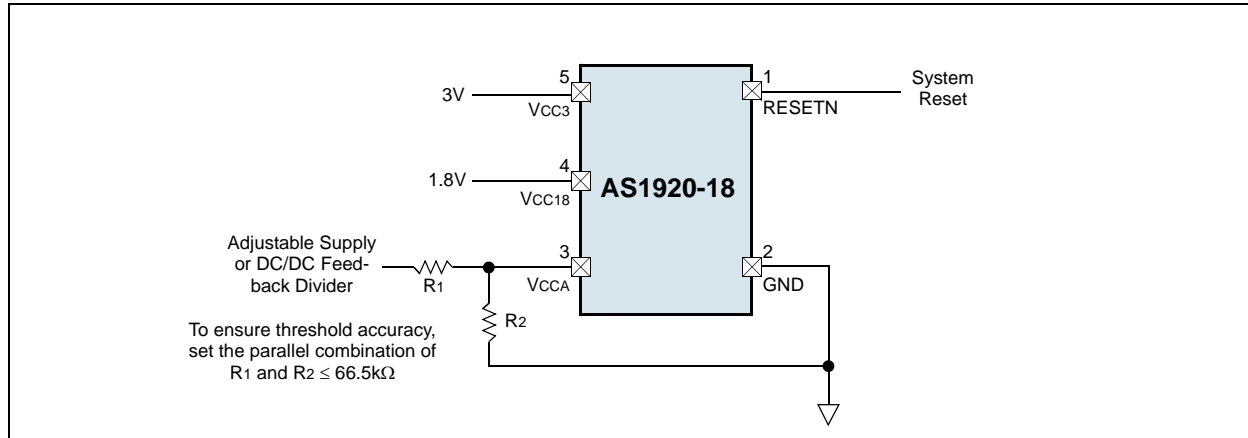 5
3V
VCC3
1
RESETN
System
Reset
4
1.8V
VCC18
AS1920-18
Adjustable Supply
or DC/DC Feed-
back Divider
R1
3
VCCA
2
GND
R2
To ensure threshold accuracy,
set the parallel combination of
R1 and R2 ≤ 66.5kΩ